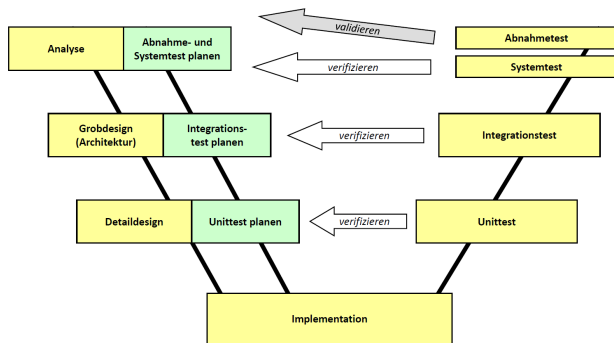 validieren
Analyse
Abnahme- und
Systemtest planen
Abnahmetest
verifizieren
Systemtest
Grobdesign
(Architektur)
Integrations-
test planen
verifizieren
Integrationstest
Detaildesign
Unittest planen
verifizieren
Unittest
Implementation